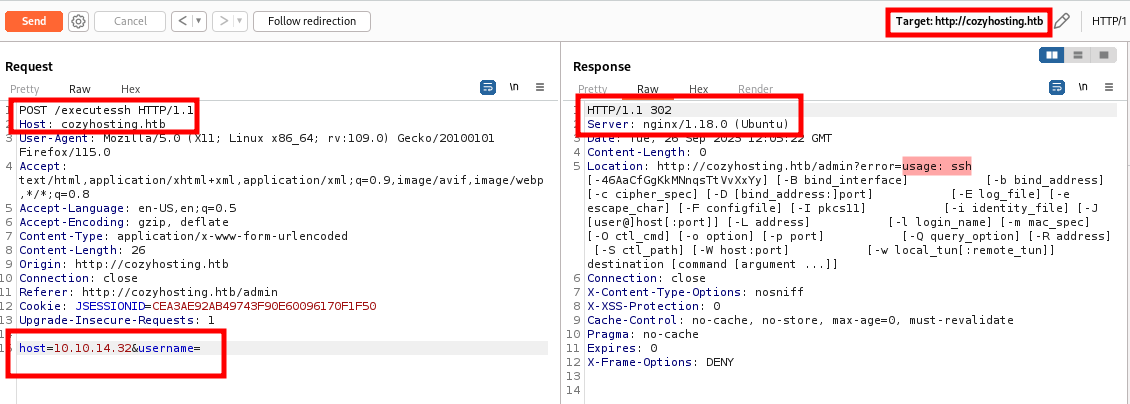 Send
Cancel
< ▼
> ▼
Follow redirection
Target: http://cozyhosting.htb
HTTP/1
Request
Pretty Raw Hex
\n
1 POST /executessh HTTP/1.1
2 Host: cozyhosting.htb
3 User-Agent: Mozilla/5.0 (X11; Linux x86_64; rv:109.0) Gecko/20100101
Firefox/115.0
4 Accept:
text/html,application/xhtml+xml,application/xml;q=0.9,image/avif,image/webp
,*/*;q=0.8
5 Accept-Language: en-US,en;q=0.5
6 Accept-Encoding: gzip, deflate
7 Content-Type: application/x-www-form-urlencoded
8 Content-Length: 26
9 Origin: http://cozyhosting.htb
10 Connection: close
11 Referer: http://cozyhosting.htb/admin
12 Cookie: JSESSIONID=CEA3AE92AB49743F90E60096170F1F50
13 Upgrade-Insecure-Requests: 1
host=10.10.14.32&username=
Response
Pretty Raw Hex Render
\n
1 HTTP/1.1 302
2 Server: nginx/1.18.0 (Ubuntu)
3 Date: Tue, 26 Sep 2023 12:05:22 GMT
4 Content-Length: 0
5 Location: http://cozyhosting.htb/admin?error=usage: ssh
[-46AaCfGgKkMNnqsTtVvXxYy] [-B bind_interface] [-b bind_address]
[-c cipher_spec] [-D [bind_address:]port] [-E log_file] [-e
escape_char] [-F configfile] [-I pkcs11] [-i identity_file] [-J
[user@]host[:port]] [-L address] [-l login_name] [-m mac_spec]
[-O ctl_cmd] [-o option] [-p port] [-Q query_option] [-R address]
[-S ctl_path] [-W host:port] [-w local_tun[:remote_tun]]
destination [command [argument ...]]
6 Connection: close
7 X-Content-Type-Options: nosniff
8 X-XSS-Protection: 0
9 Cache-Control: no-cache, no-store, max-age=0, must-revalidate
10 Pragma: no-cache
11 Expires: 0
12 X-Frame-Options: DENY
13
14